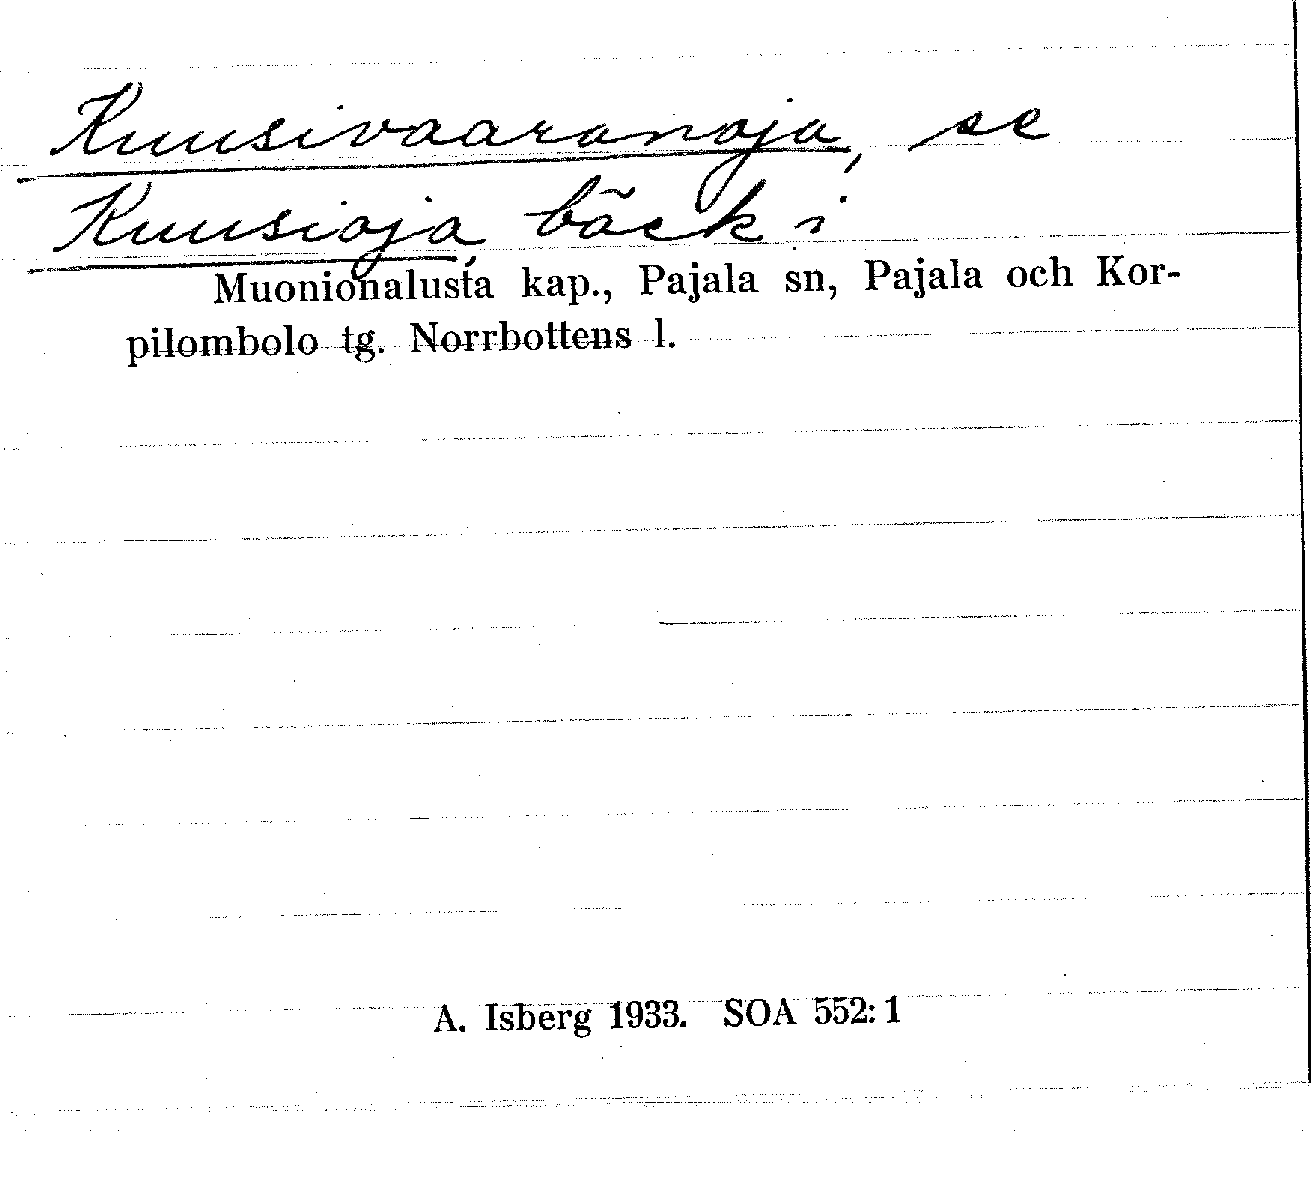 Kuusivaaranoja, se
Kuusioja, bäck i
Muonionalusta kap., Pajala sn, Pajala och Kor-
pilombolo tg. Norrbottens l.
A. Isberg 1933. SOA 552: 1